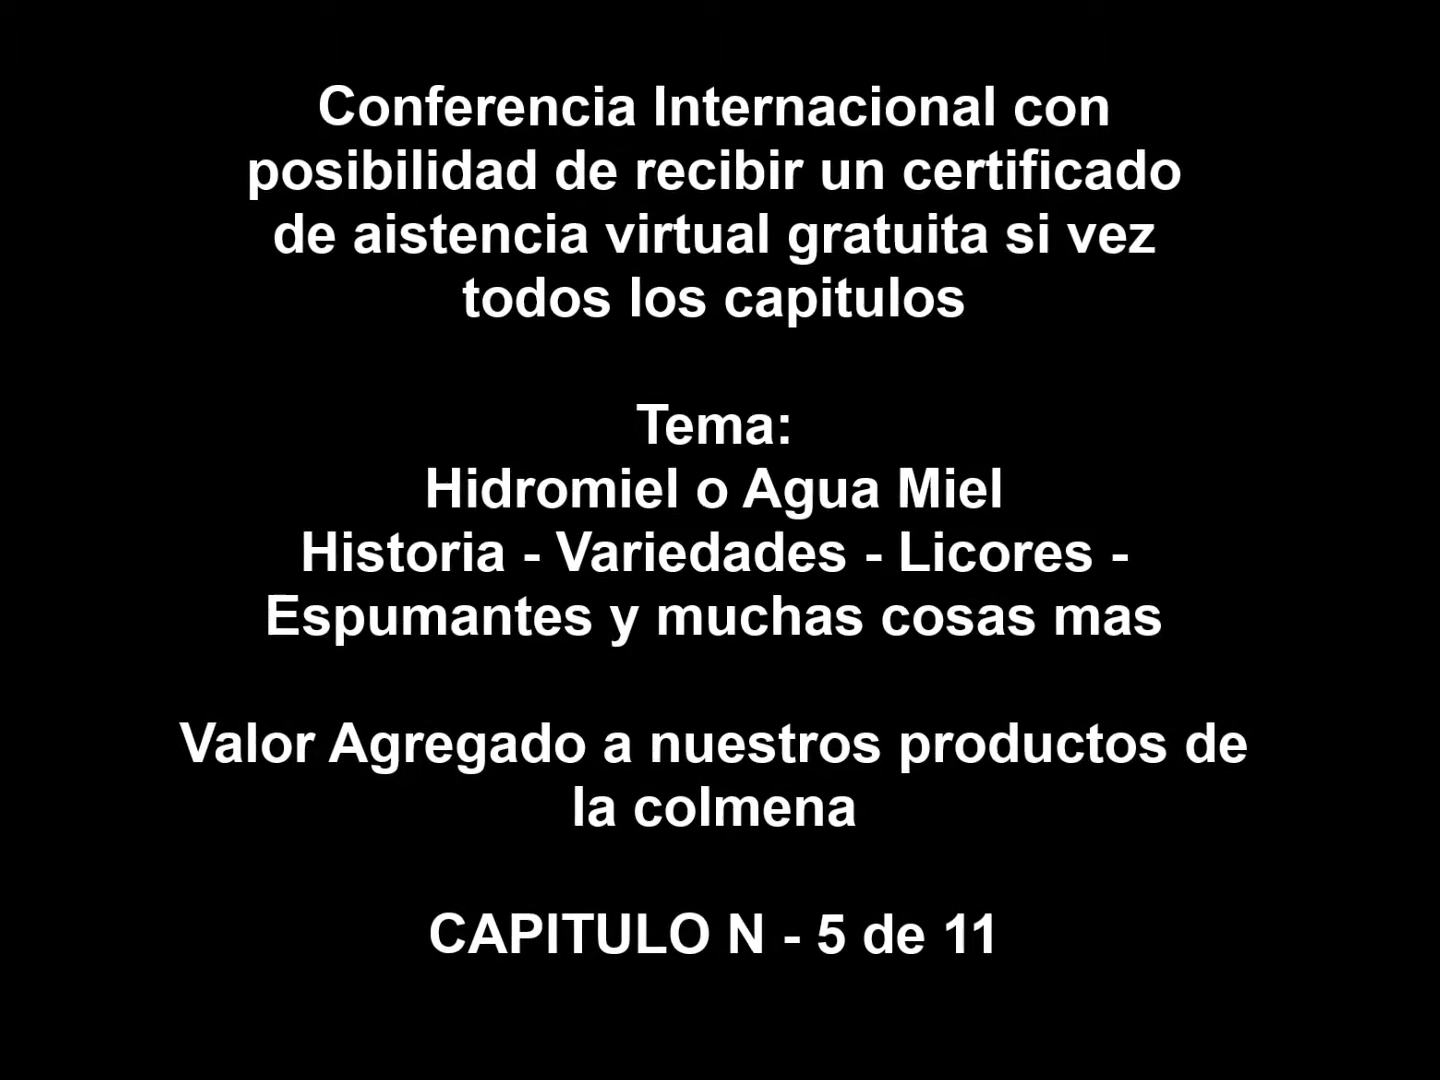 Conferencia Internacional con
posibilidad de recibir un certificado
de aistencia virtual gratuita si vez
todos los capitulos
Tema:
Hidromiel o Agua Miel
Historia - Variedades - Licores -
Espumantes y muchas cosas mas
Valor Agregado a nuestros productos de
la colmena
CAPITULO N - 5 de 11